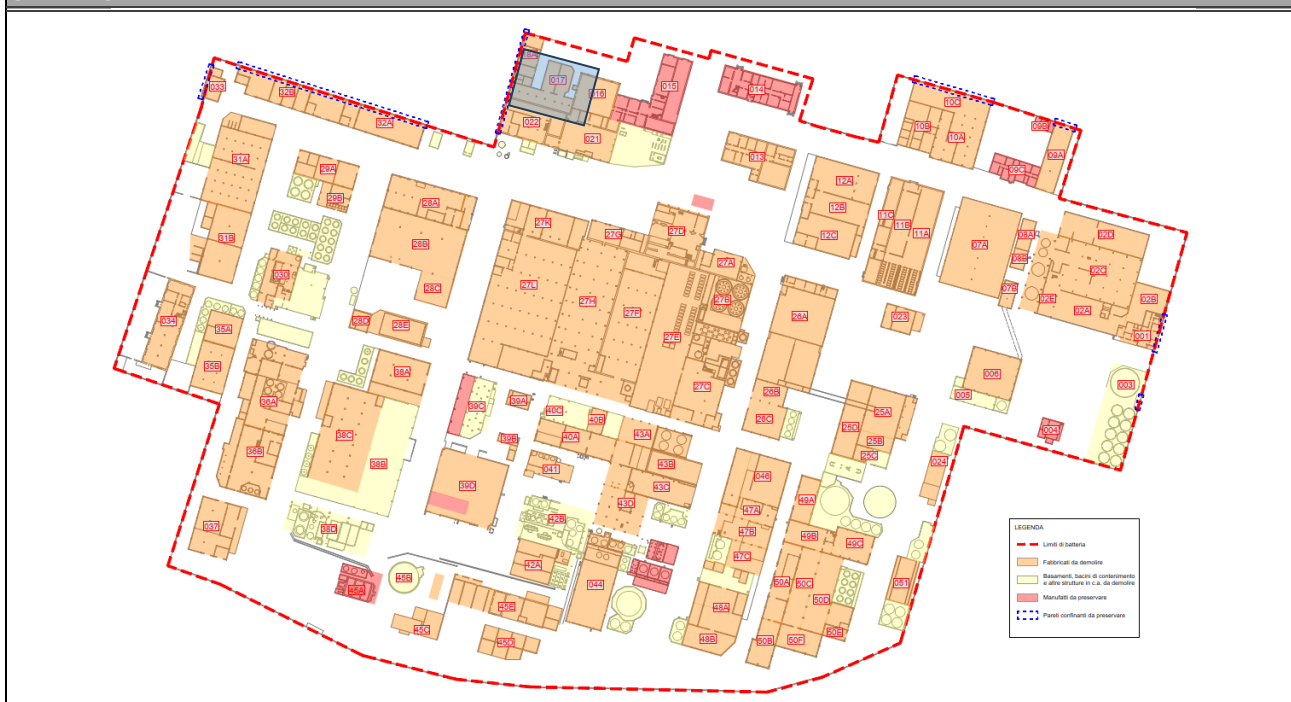 033
32B
32A
018
017
016
015
014
022
021
013
10C
10B
10A
09B
09A
09C
31A
29A
29B
28A
12A
12B
12C
11C
11B
11A
31B
28B
28C
27K
27G
27D
27A
27B
07A
08A
08B
07B
02D
02C
02B
02E
02A
001
030
27L
27H
27F
27E
27C
26A
023
034
35A
35B
28D
28E
006
005
003
004
38A
36A
36B
39C
39A
39B
40C
40B
40A
43A
26B
26C
25A
25D
25B
25C
024
38C
38B
39D
041
43B
43C
43D
046
47A
47B
47C
49A
49B
49C
037
38D
42B
42A
044
45A
45B
45C
45E
45D
48A
48B
50A
50C
50D
50E
50B
50F
051
LEGENDA
Limiti di batteria
Fabbricati da demolire
Basamenti, bacini di contenimento
e altre strutture in c.a. da demolire
Manufatti da preservare
Pareti confinanti da preservare